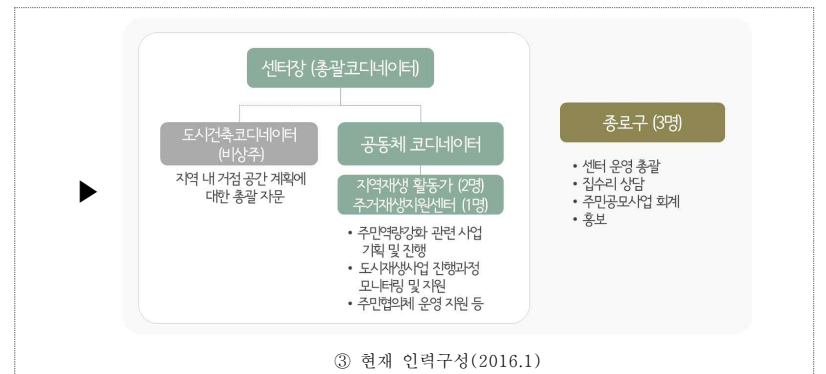 센터장 (총괄코디네이터)
도시건축코디네이터
(비상주)
지역 내 거점 공간 계획에
대한 총괄 자문
공동체 코디네이터
지역재생 활동가 (2명)
주거재생지원센터 (1명)
• 주민역량강화 관련 사업
기획 및 진행
• 도시재생사업 진행과정
모니터링 및 지원
• 주민협의체 운영 지원 등
종로구 (3명)
• 센터 운영 총괄
• 집수리 상담
• 주민공모사업 회계
• 홍보
③ 현재 인력구성(2016.1)